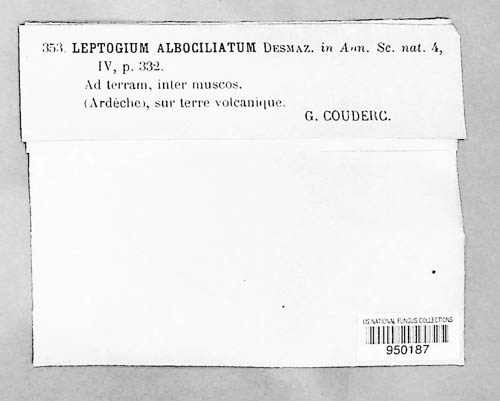 353. LEPTOGIUM ALBOCILIATUM DESMAZ. in Ann. Sc. nat. 4,
IV, p. 332.
Ad terram, inter muscos.
(Ardèche), sur terre volcanique.
G. COUDERC.
US NATIONAL FUNGUS COLLECTIONS
950187